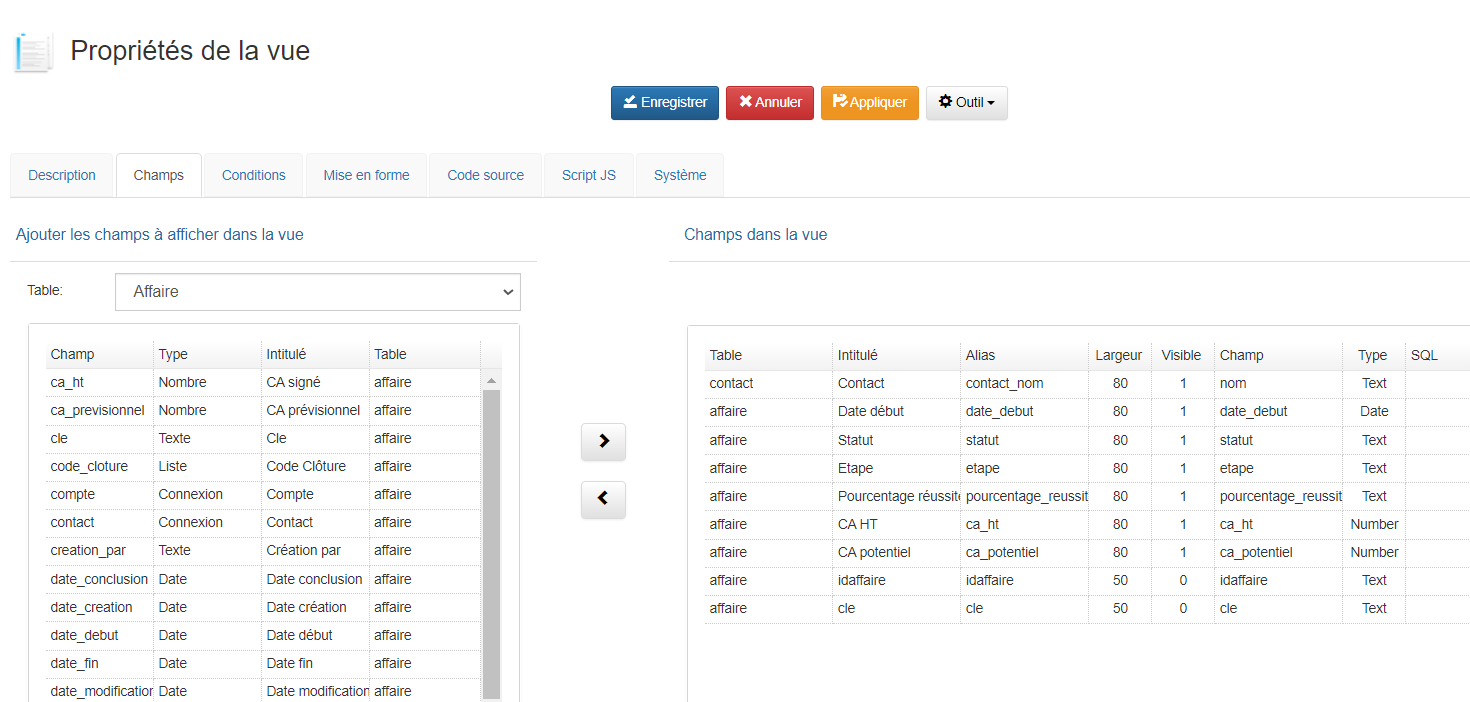 Propriétés de la vue
Enregistrer Annuler Appliquer Outil
Description Champs Conditions Mise en forme Code source Script JS Système
Ajouter les champs à afficher dans la vue
Table: Affaire
Champ Type Intitulé Table
ca_ht Nombre CA signé affaire
ca_previsionnel Nombre CA prévisionnel affaire
cle Texte Cle affaire
code_cloture Liste Code Clôture affaire
compte Connexion Compte affaire
contact Connexion Contact affaire
creation_par Texte Création par affaire
date_conclusion Date Date conclusion affaire
date_creation Date Date création affaire
date_debut Date Date début affaire
date_fin Date Date fin affaire
date_modification Date Date modification affaire
Champs dans la vue
Table Intitulé Alias Largeur Visible Champ Type SQL
contact Contact contact_nom 80 1 nom Text
affaire Date début date_debut 80 1 date_debut Date
affaire Statut statut 80 1 statut Text
affaire Etape etape 80 1 etape Text
affaire Pourcentage réussite pourcentage_reussit 80 1 pourcentage_reussit Text
affaire CA HT ca_ht 80 1 ca_ht Number
affaire CA potentiel ca_potentiel 80 1 ca_potentiel Number
affaire idaffaire idaffaire 50 0 idaffaire Text
affaire cle cle 50 0 cle Text